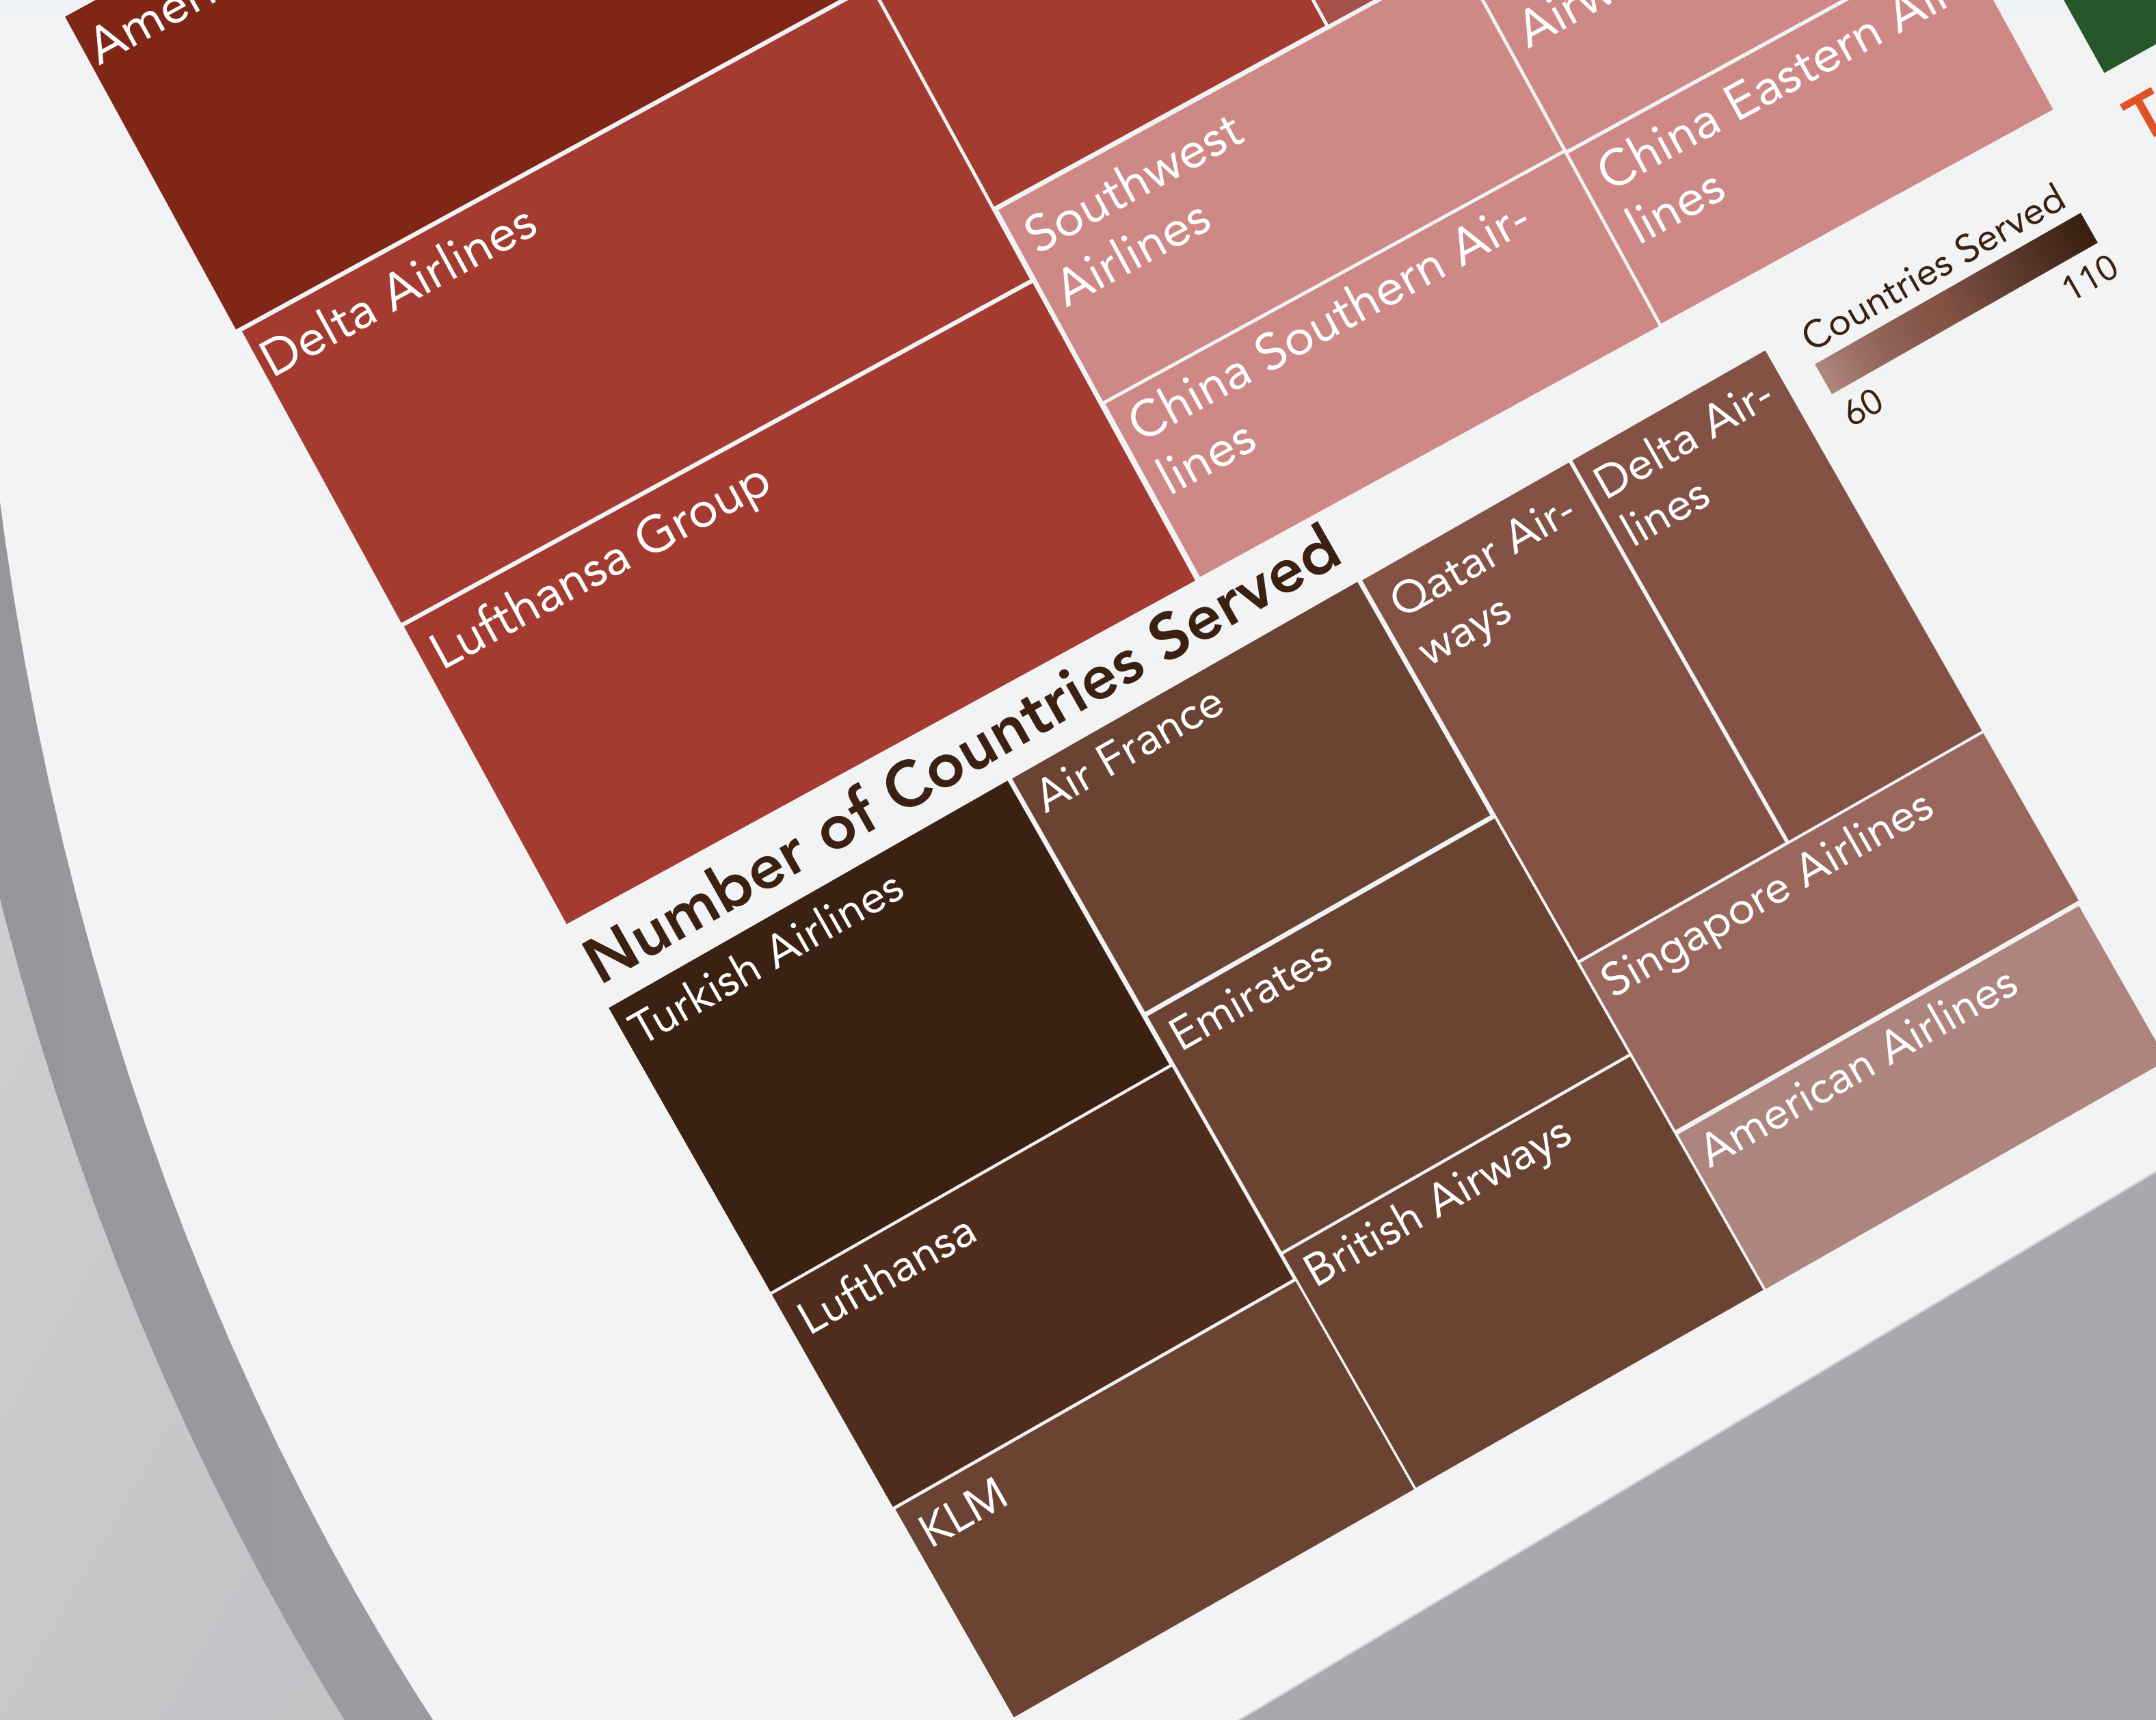 Delta Airlines
Lufthansa Group
Southwest
Airlines
China Southern Air-
lines
China Eastern
lines
Number of Countries Served
Countries Served
60
110
Turkish Airlines
Lufthansa
KLM
Air France
Emirates
British Airways
Qatar Air-
ways
Delta Air-
lines
Singapore Airlines
American Airlines